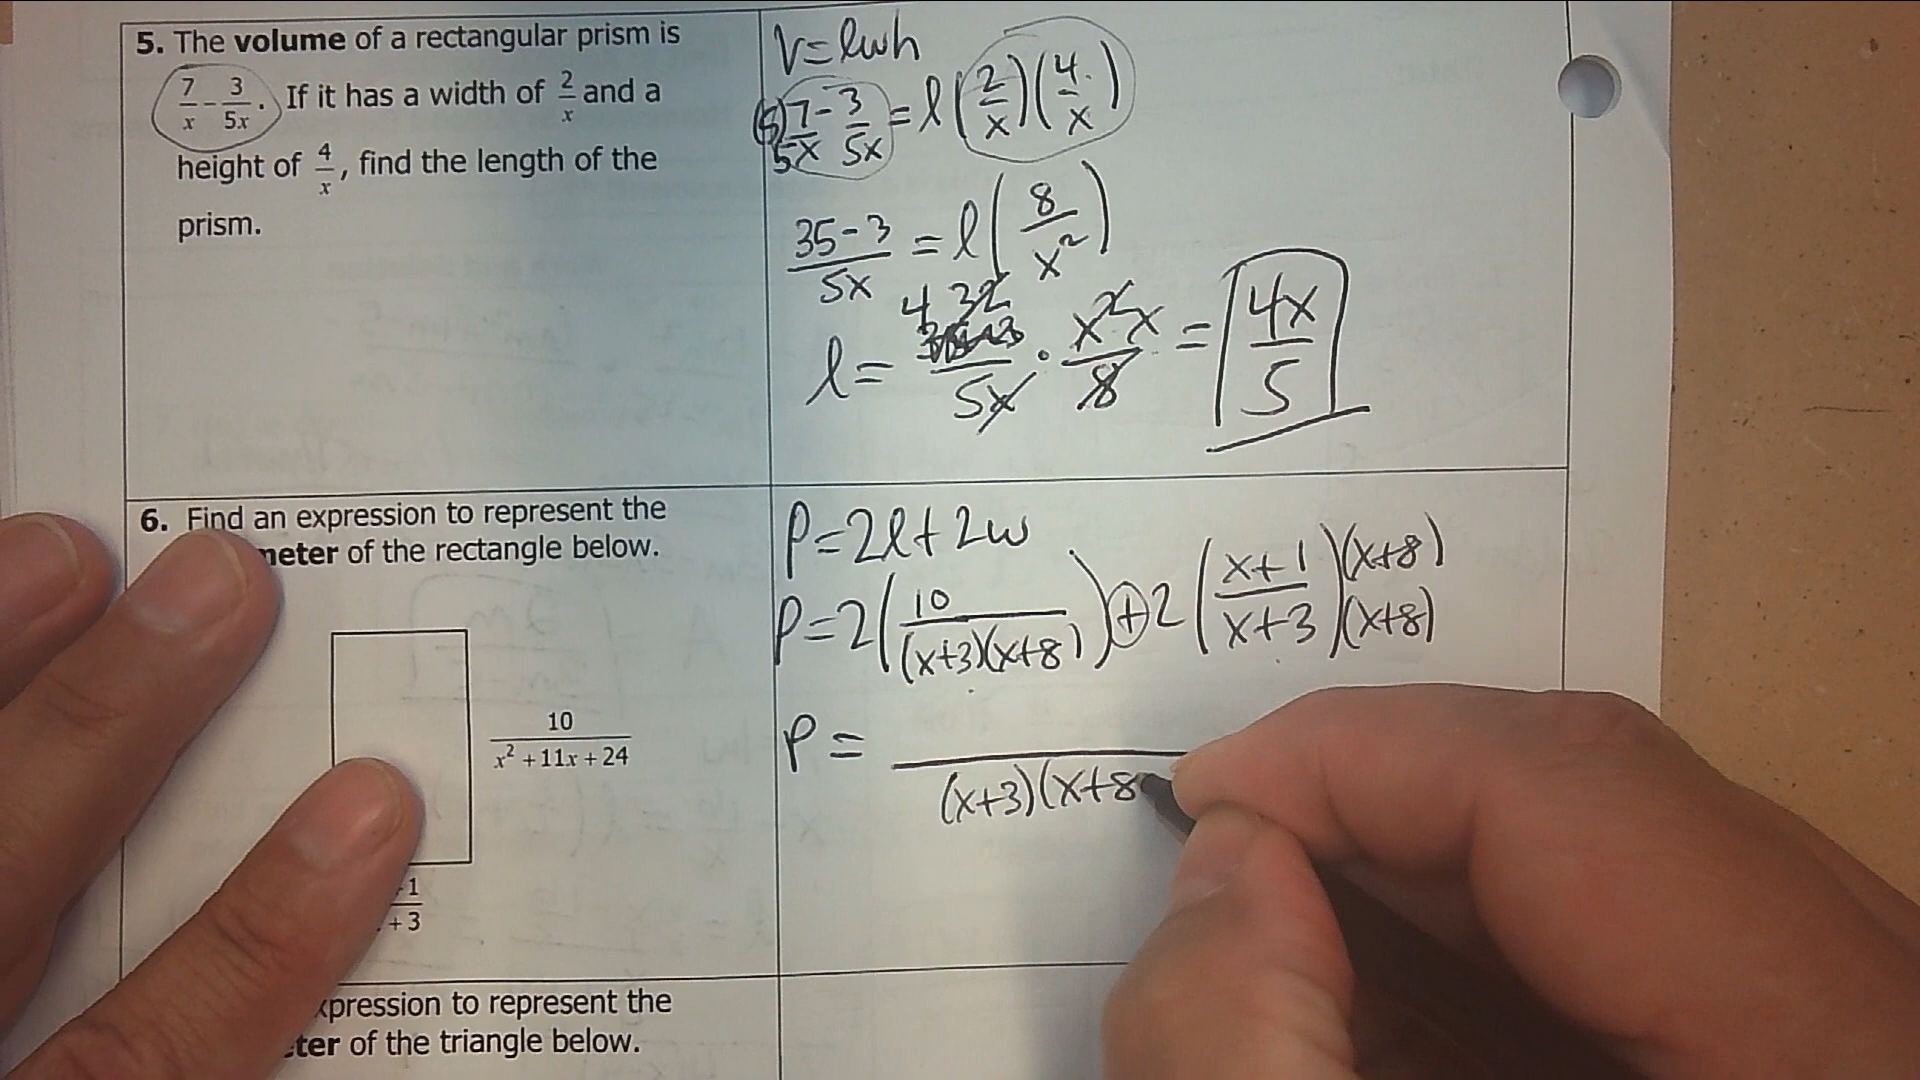 5. The volume of a rectangular prism is
7/x - 3/5x. If it has a width of 2/x and a
height of 4/x, find the length of the
prism.
V=lwh
(5)7/5x - 3/5x = l(2/x)(4/x)
35-3/5x = l(8/x²)
l = 4 32/5x · x² x/8 = 4x/5
6. Find an expression to represent the
meter of the rectangle below.
10/x² + 11x + 24
1
+ 3
P=2l+2w
P=2(10/(x+3)(x+8))+2(x+1/x+3)(x+8)/(x+8)
P = /(x+3)(x+8
xpression to represent the
ter of the triangle below.